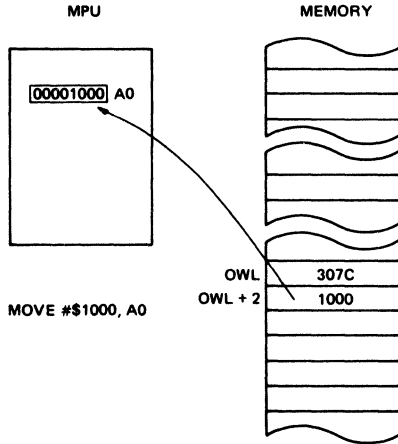 MPU
MEMORY
00001000 A0
OWL 307C
OWL + 2 1000
MOVE #$1000, A0